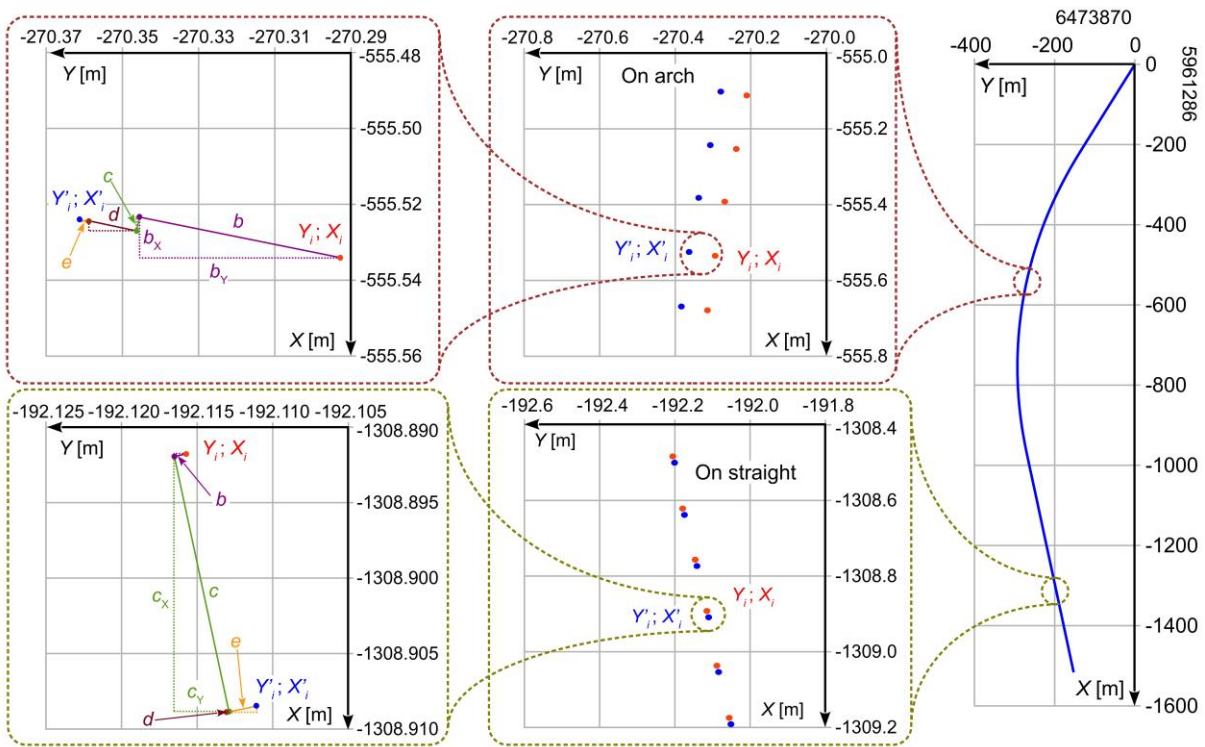 -270.37 -270.35 -270.33 -270.31 -270.29
-555.48
Y [m]
-555.50
c
Y'i ; X'i
d
b
-555.52
bX
Yi ; Xi
e
bY
-555.54
X [m]
-555.56
-270.8 -270.6 -270.4 -270.2 -270.0
-555.0
Y [m]
On arch
-555.2
-555.4
Y'i ; X'i
Yi ; Xi
-555.6
X [m]
-555.8
6473870
-400 -200 0
0
5961286
Y [m]
-200
-400
-600
-800
-1000
-1200
-1400
X [m]
-1600
-192.125 -192.120 -192.115 -192.110 -192.105
-1308.890
Y [m]
Yi ; Xi
b
-1308.895
-1308.900
cX
c
e
-1308.905
Y'i ; X'i
cY
d
X [m]
-1308.910
-192.6 -192.4 -192.2 -192.0 -191.8
-1308.4
Y [m]
On straight
-1308.6
-1308.8
Yi ; Xi
Y'i ; X'i
-1309.0
X [m]
-1309.2